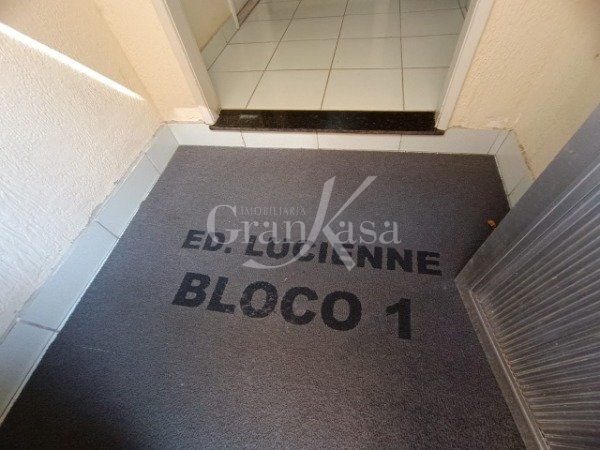 IMOBILIÁRIA
GranKasa
ED. LUCIENNE
BLOCO 1